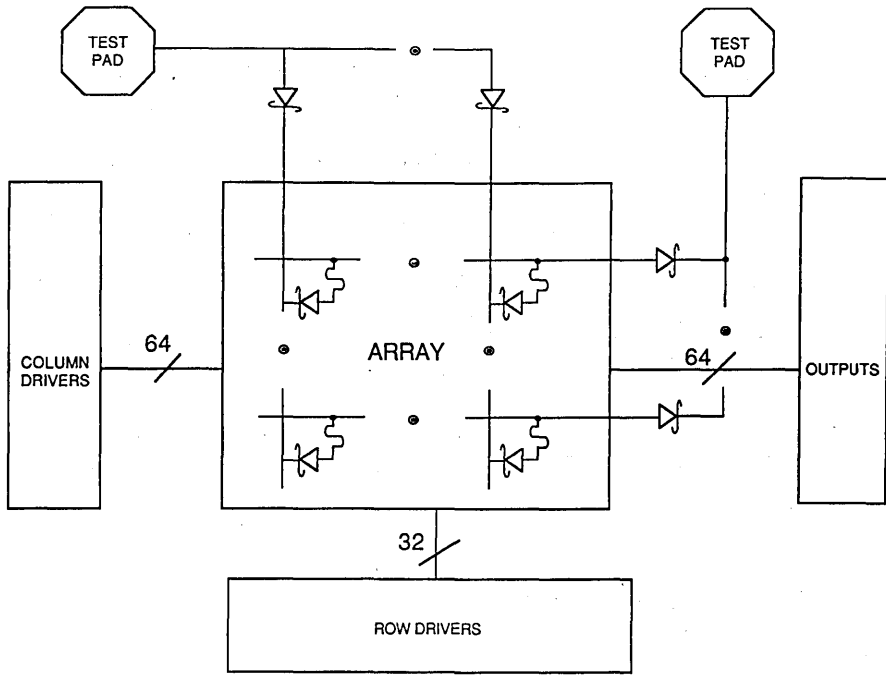 TEST
PAD
TEST
PAD
64
COLUMN
DRIVERS
ARRAY
64
OUTPUTS
32
ROW DRIVERS